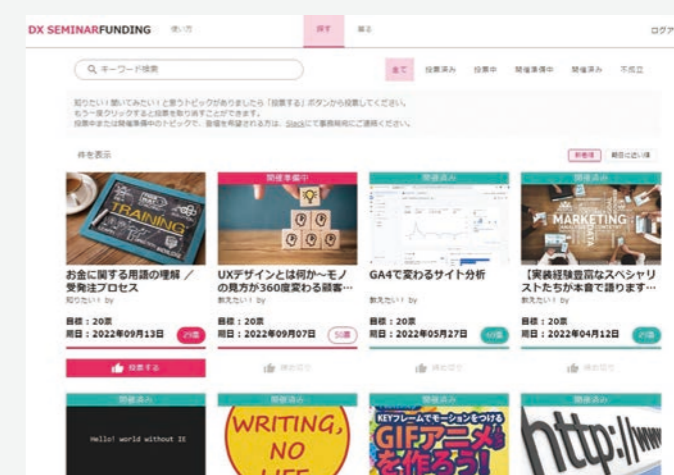 DX SEMINARFUNDING 使い方 探す 募る ログア
キーワード検索
全て 投票済み 投票中 開催準備中 開催済み 不成立
知りたい！聞いてみたい！と思うトピックがありましたら「投票する」ボタンから投票してください。
もう一度クリックすると投票を取り消すことができます。
投票中または開催準備中のトピックで、登壇を希望される方は、Slackにて事務局宛にご連絡ください。
件を表示
新着順 期日に近い順
TRAINING
開催準備中
開催済み
開催済み
MARKETING
お金に関する用語の理解 ／
受発注プロセス
知りたい！ by
目標：20票
期日：2022年09月13日 29票
投票する
UXデザインとは何か～モノ
の見方が360度変わる顧客…
教えたい！ by
目標：20票
期日：2022年09月07日 50票
締め切り
GA4で変わるサイト分析
教えたい！ by
目標：20票
期日：2022年05月27日 60票
締め切り
【実装経験豊富なスペシャリ
ストたちが本音で語ります…
教えたい！ by
目標：20票
期日：2022年04月12日
締め切り
開催済み
Hello! world without IE
開催済み
WRITING,
NO
LIFE
開催済み
KEYフレームでモーションをつける
GIFアニメ
を作ろう!
開催済み
http://www